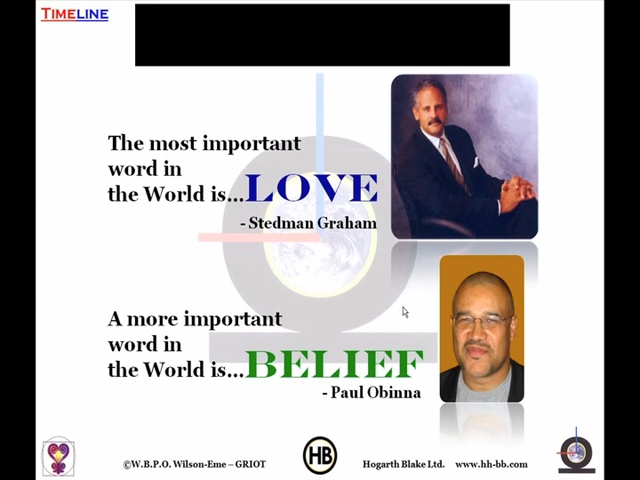 TIMELINE
The most important
word in
the World is...LOVE
- Stedman Graham
A more important
word in
the World is...BELIEF
- Paul Obinna
©W.B.P.O. Wilson-Eme – GRIOT HB Hogarth Blake Ltd. www.hh-bb.com